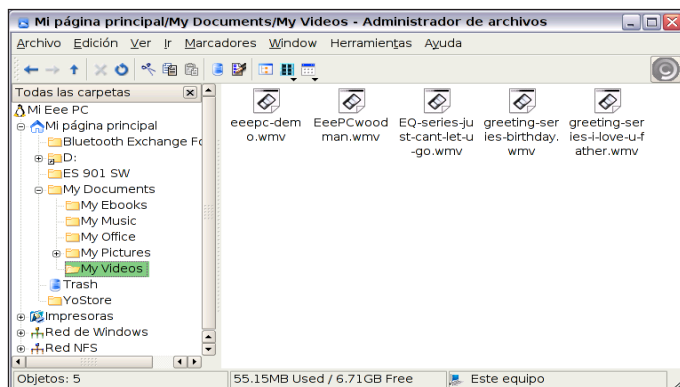 Mi página principal/My Documents/My Videos - Administrador de archivos
Archivo Edición Ver Ir Marcadores Window Herramientas Ayuda
Todas las carpetas
Mi Eee PC
Mi página principal
Bluetooth Exchange Fo
D:
ES 901 SW
My Documents
My Ebooks
My Music
My Office
My Pictures
My Videos
Trash
YoStore
Impresoras
Red de Windows
Red NFS
eeepc-dem
o.wmv
EeePCwood
man.wmv
EQ-series-ju
st-cant-let-u
-go.wmv
greeting-ser
ies-birthday.
wmv
greeting-ser
ies-i-love-u-f
ather.wmv
Objetos: 5
55.15MB Used / 6.71GB Free
Este equipo